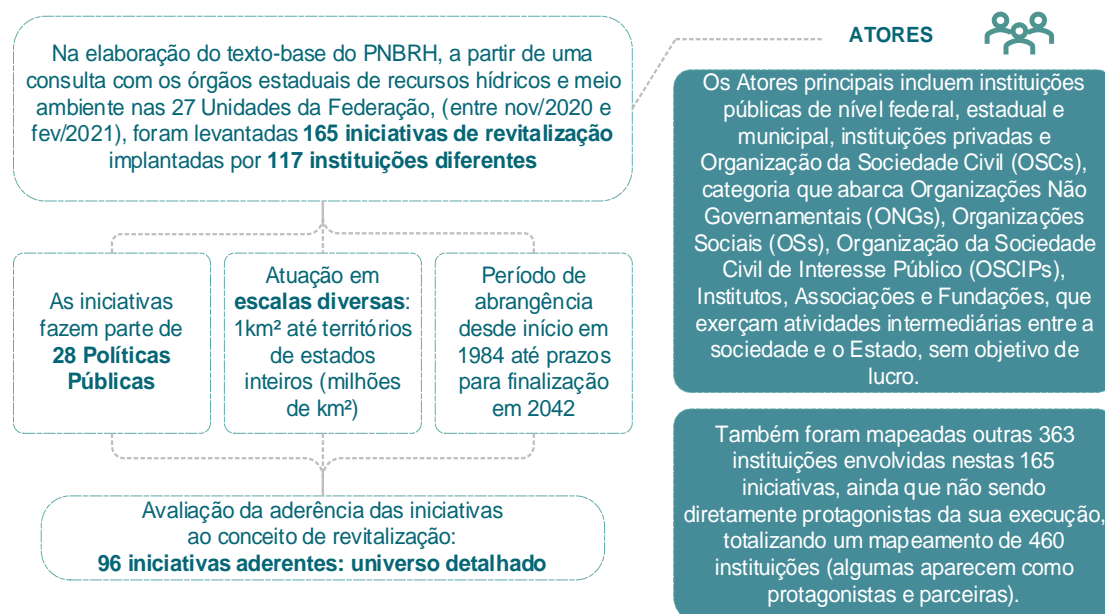 Na elaboração do texto-base do PNBRH, a partir de uma
consulta com os órgãos estaduais de recursos hídricos e meio
ambiente nas 27 Unidades da Federação, (entre nov/2020 e
fev/2021), foram levantadas 165 iniciativas de revitalização
implantadas por 117 instituições diferentes
As iniciativas
fazem parte de
28 Políticas
Públicas
Atuação em
escalas diversas:
1km² até territórios
de estados
inteiros (milhões
de km²)
Período de
abrangência
desde início em
1984 até prazos
para finalização
em 2042
Avaliação da aderência das iniciativas
ao conceito de revitalização:
96 iniciativas aderentes: universo detalhado
ATORES
Os Atores principais incluem instituições
públicas de nível federal, estadual e
municipal, instituições privadas e
Organização da Sociedade Civil (OSCs),
categoria que abarca Organizações Não
Governamentais (ONGs), Organizações
Sociais (OSs), Organização da Sociedade
Civil de Interesse Público (OSCIPs),
Institutos, Associações e Fundações, que
exerçam atividades intermediárias entre a
sociedade e o Estado, sem objetivo de
lucro.
Também foram mapeadas outras 363
instituições envolvidas nestas 165
iniciativas, ainda que não sendo
diretamente protagonistas da sua execução,
totalizando um mapeamento de 460
instituições (algumas aparecem como
protagonistas e parceiras).